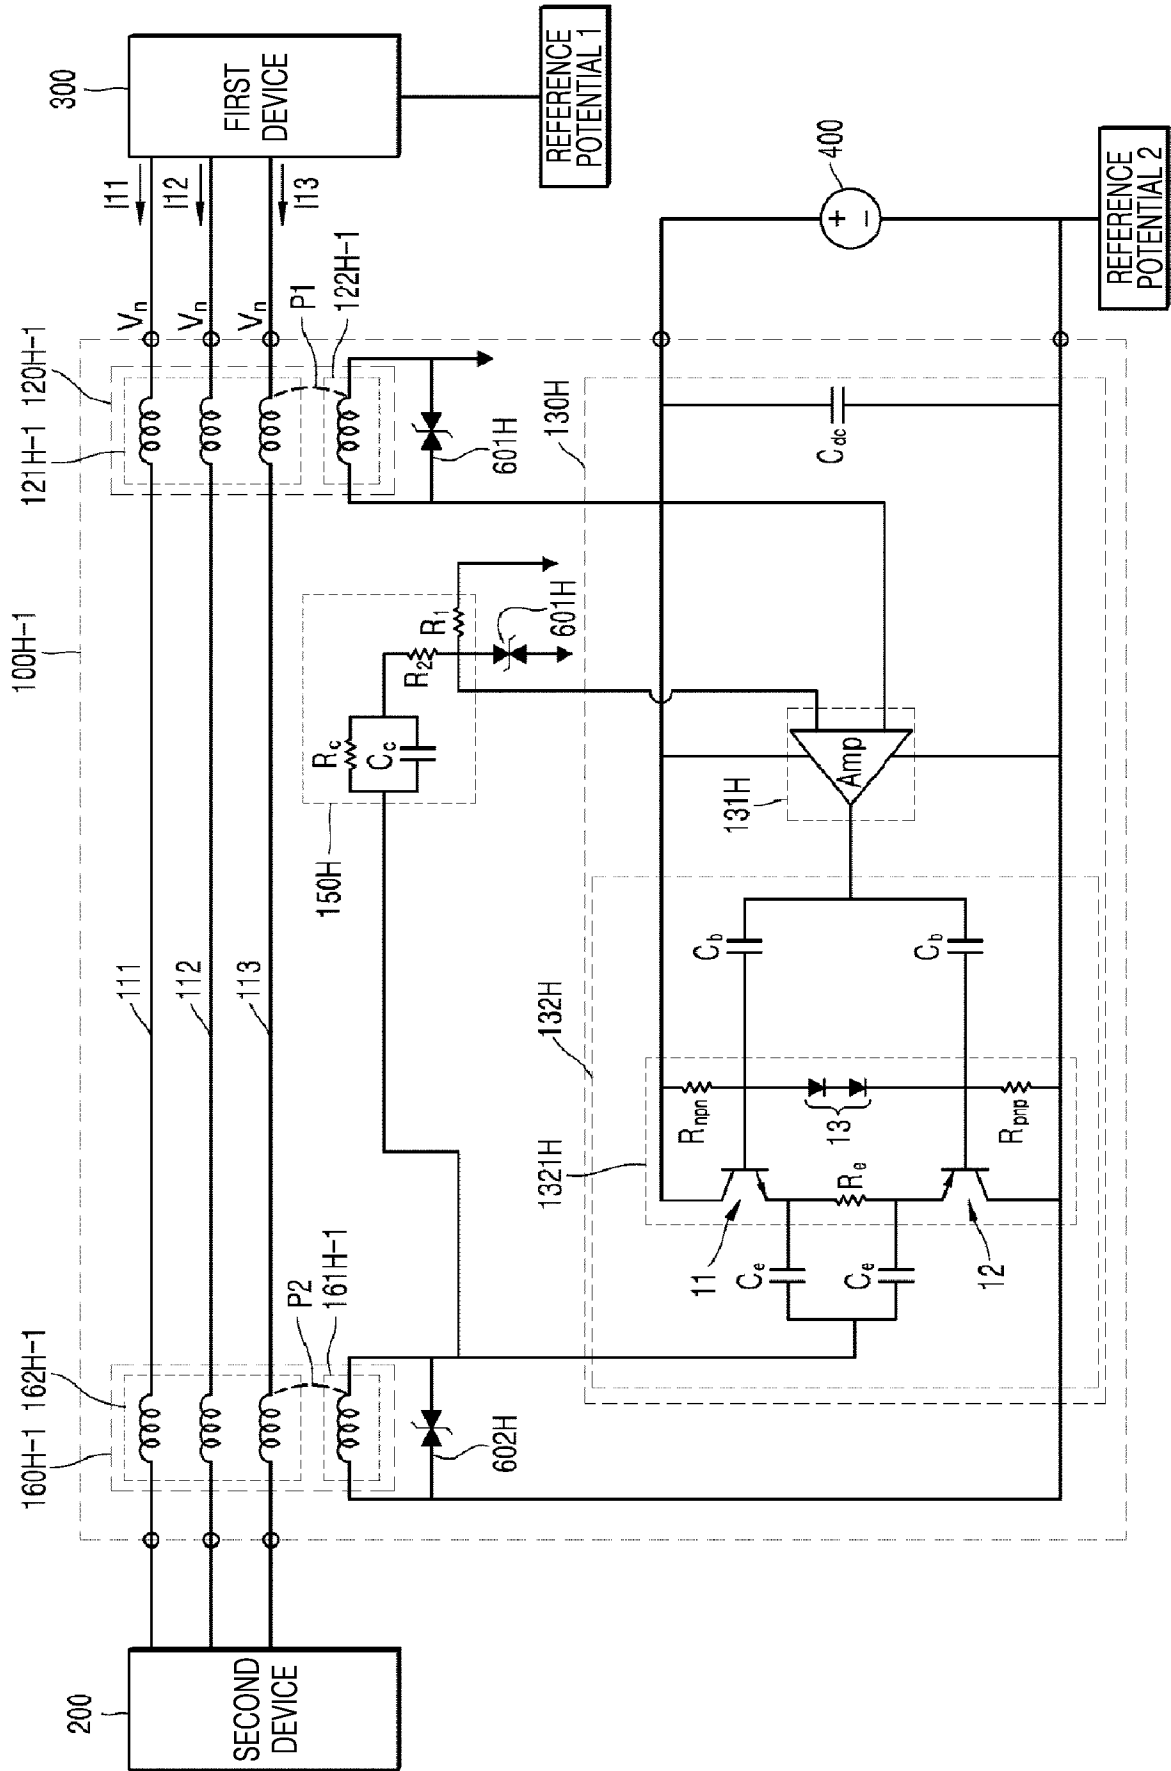 300
FIRST
DEVICE
REFERENCE
POTENTIAL 1
I11
I12
I13
Vn
Vn
Vn
P1
122H-1
121H-1
120H-1
601H
130H
Cdc
400
REFERENCE
POTENTIAL 2
100H-1
R1
R2
601H
Rc
Cc
150H
Amp
131H
111
112
113
Cb
Cb
132H
1321H
Rnpn
13
Rpnp
Re
11
12
Ce
Ce
P2
161H-1
162H-1
160H-1
602H
200
SECOND
DEVICE